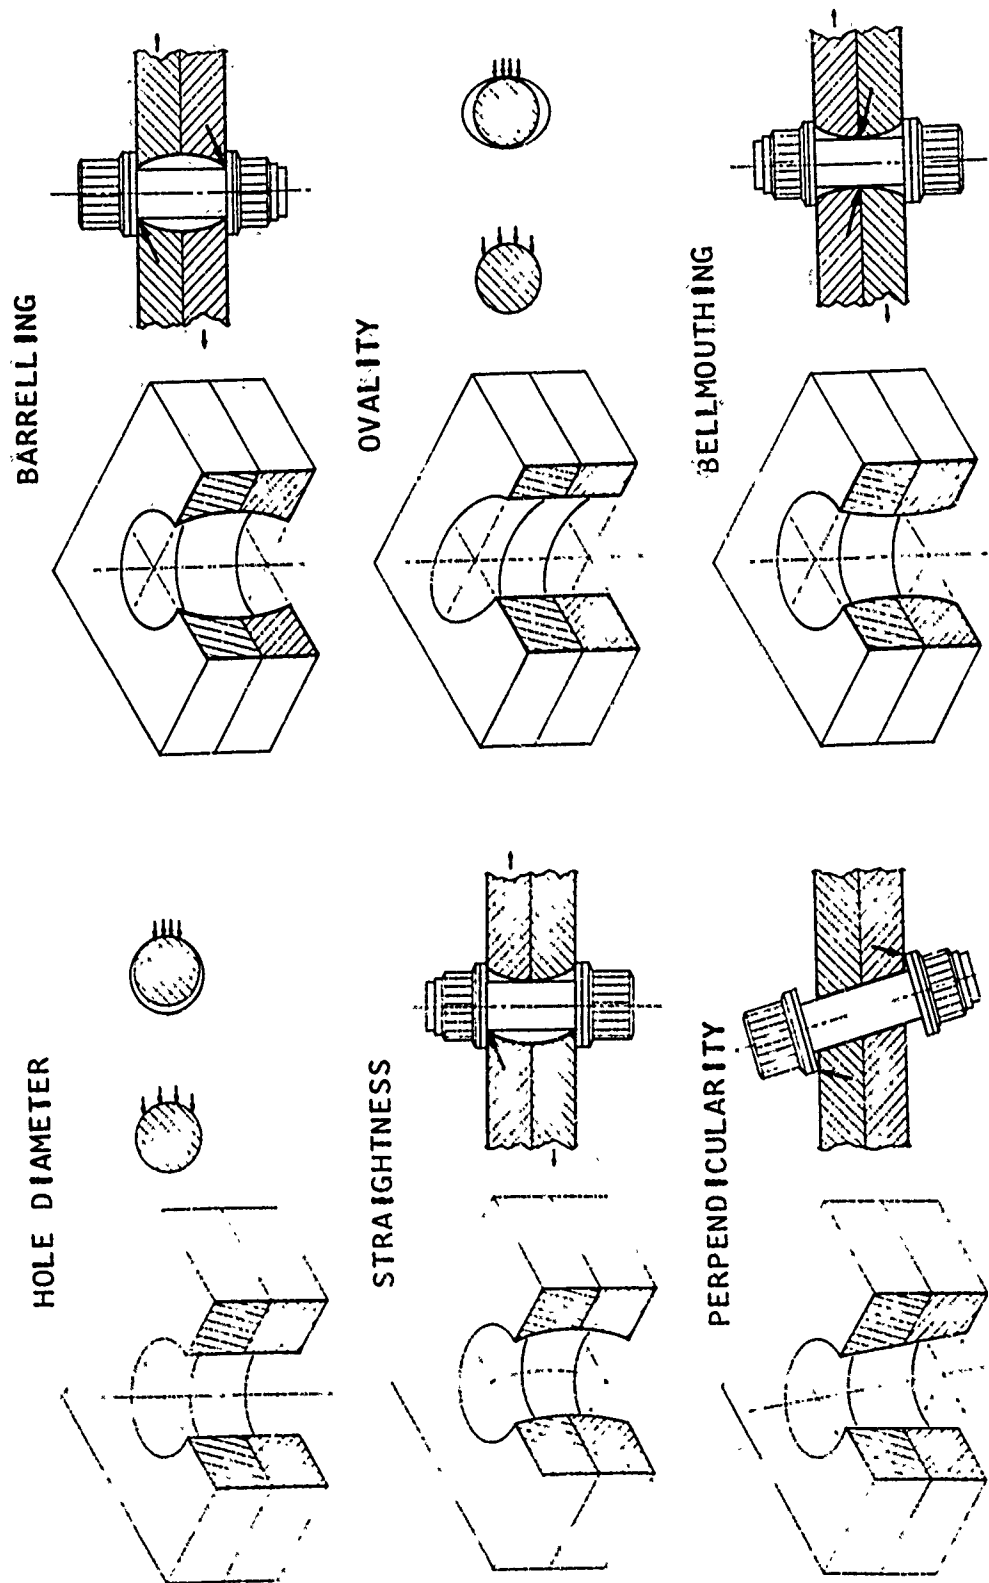 HOLE DIAMETER
BARRELLING
STRAIGHTNESS
OVALITY
PERPENDICULARITY
BELLMOUTHING